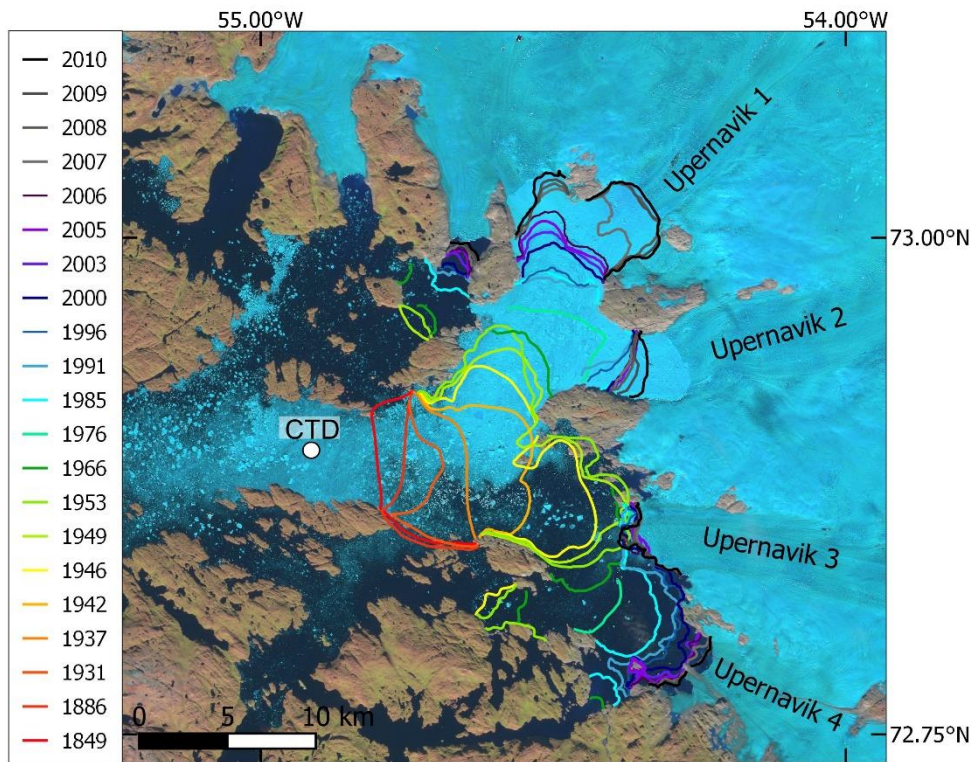 55.00°W
54.00°W
2010
2009
2008
2007
2006
2005
2003
2000
1996
1991
1985
1976
1966
1953
1949
1946
1942
1937
1931
1886
1849
Upernavik 1
73.00°N
Upernavik 2
CTD
Upernavik 3
Upernavik 4
0 5 10 km
72.75°N